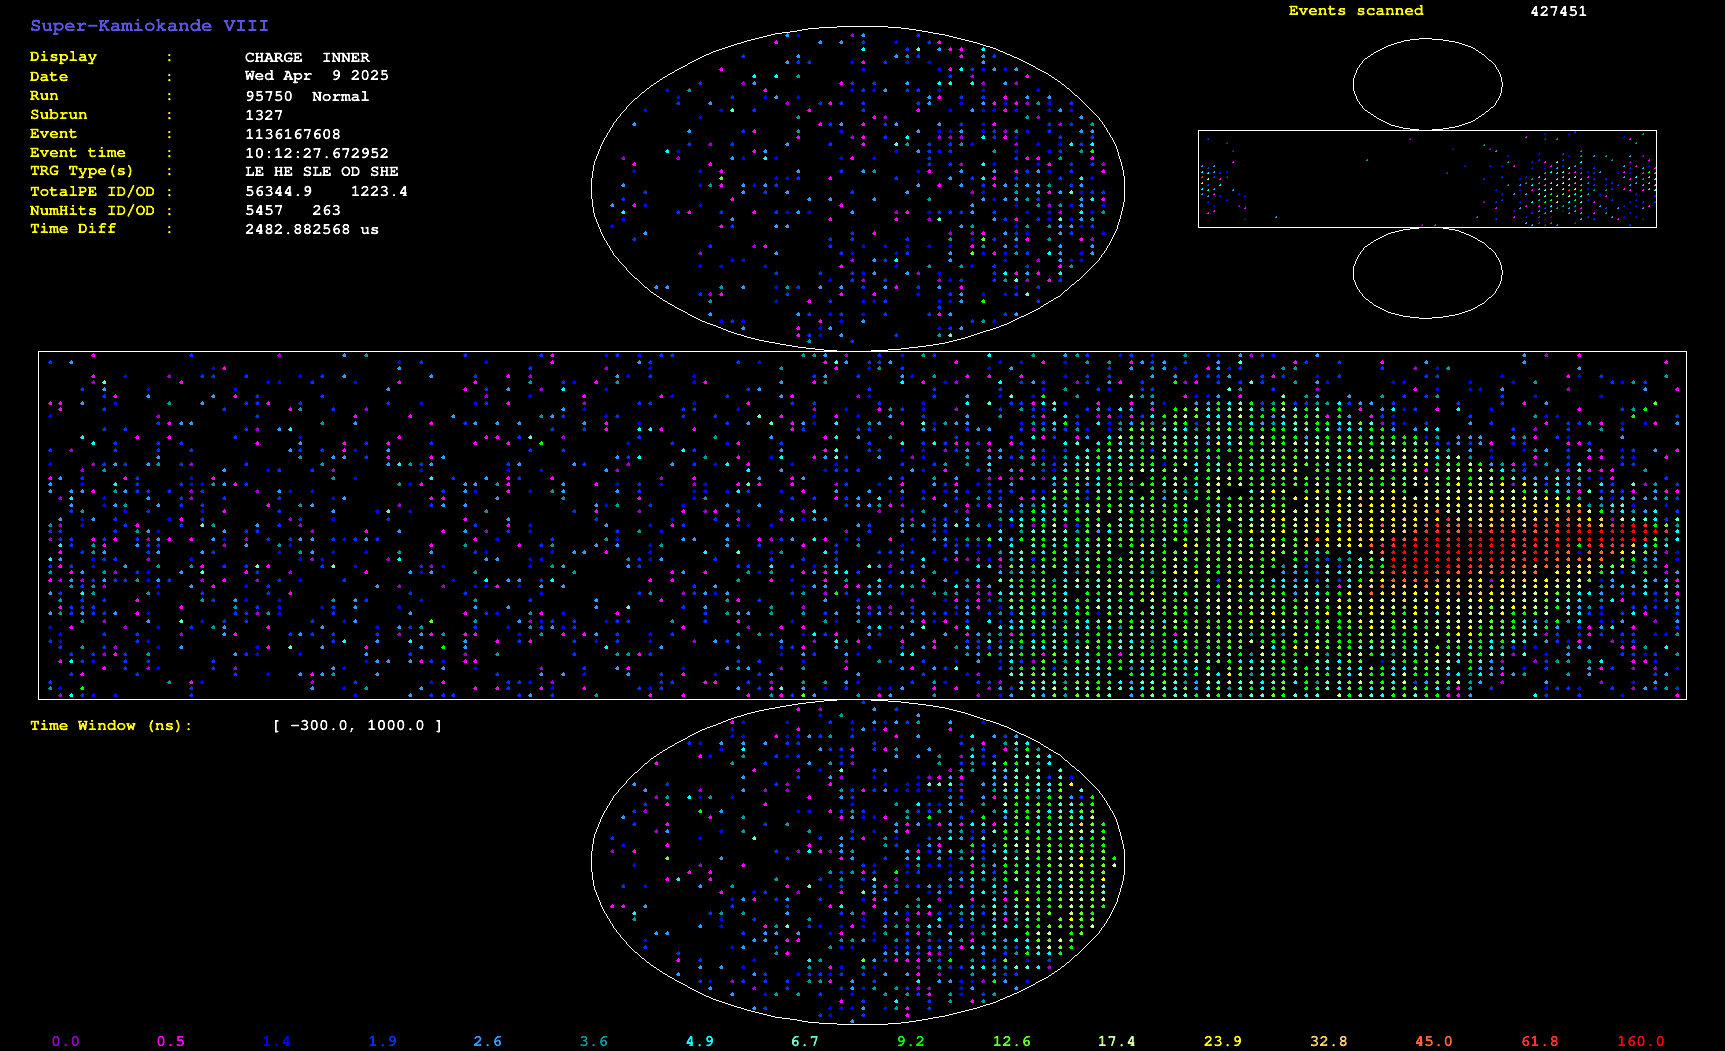 Super-Kamiokande VIII
Events scanned 427451
Display : CHARGE INNER
Date : Wed Apr 9 2025
Run : 95750 Normal
Subrun : 1327
Event : 1136167608
Event time : 10:12:27.672952
TRG Type(s) : LE HE SLE OD SHE
TotalPE ID/OD : 56344.9 1223.4
NumHits ID/OD : 5457 263
Time Diff : 2482.882568 us
Time Window (ns): [ -300.0, 1000.0 ]
0.0 0.5 1.4 1.9 2.6 3.6 4.9 6.7 9.2 12.6 17.4 23.9 32.8 45.0 61.8 160.0